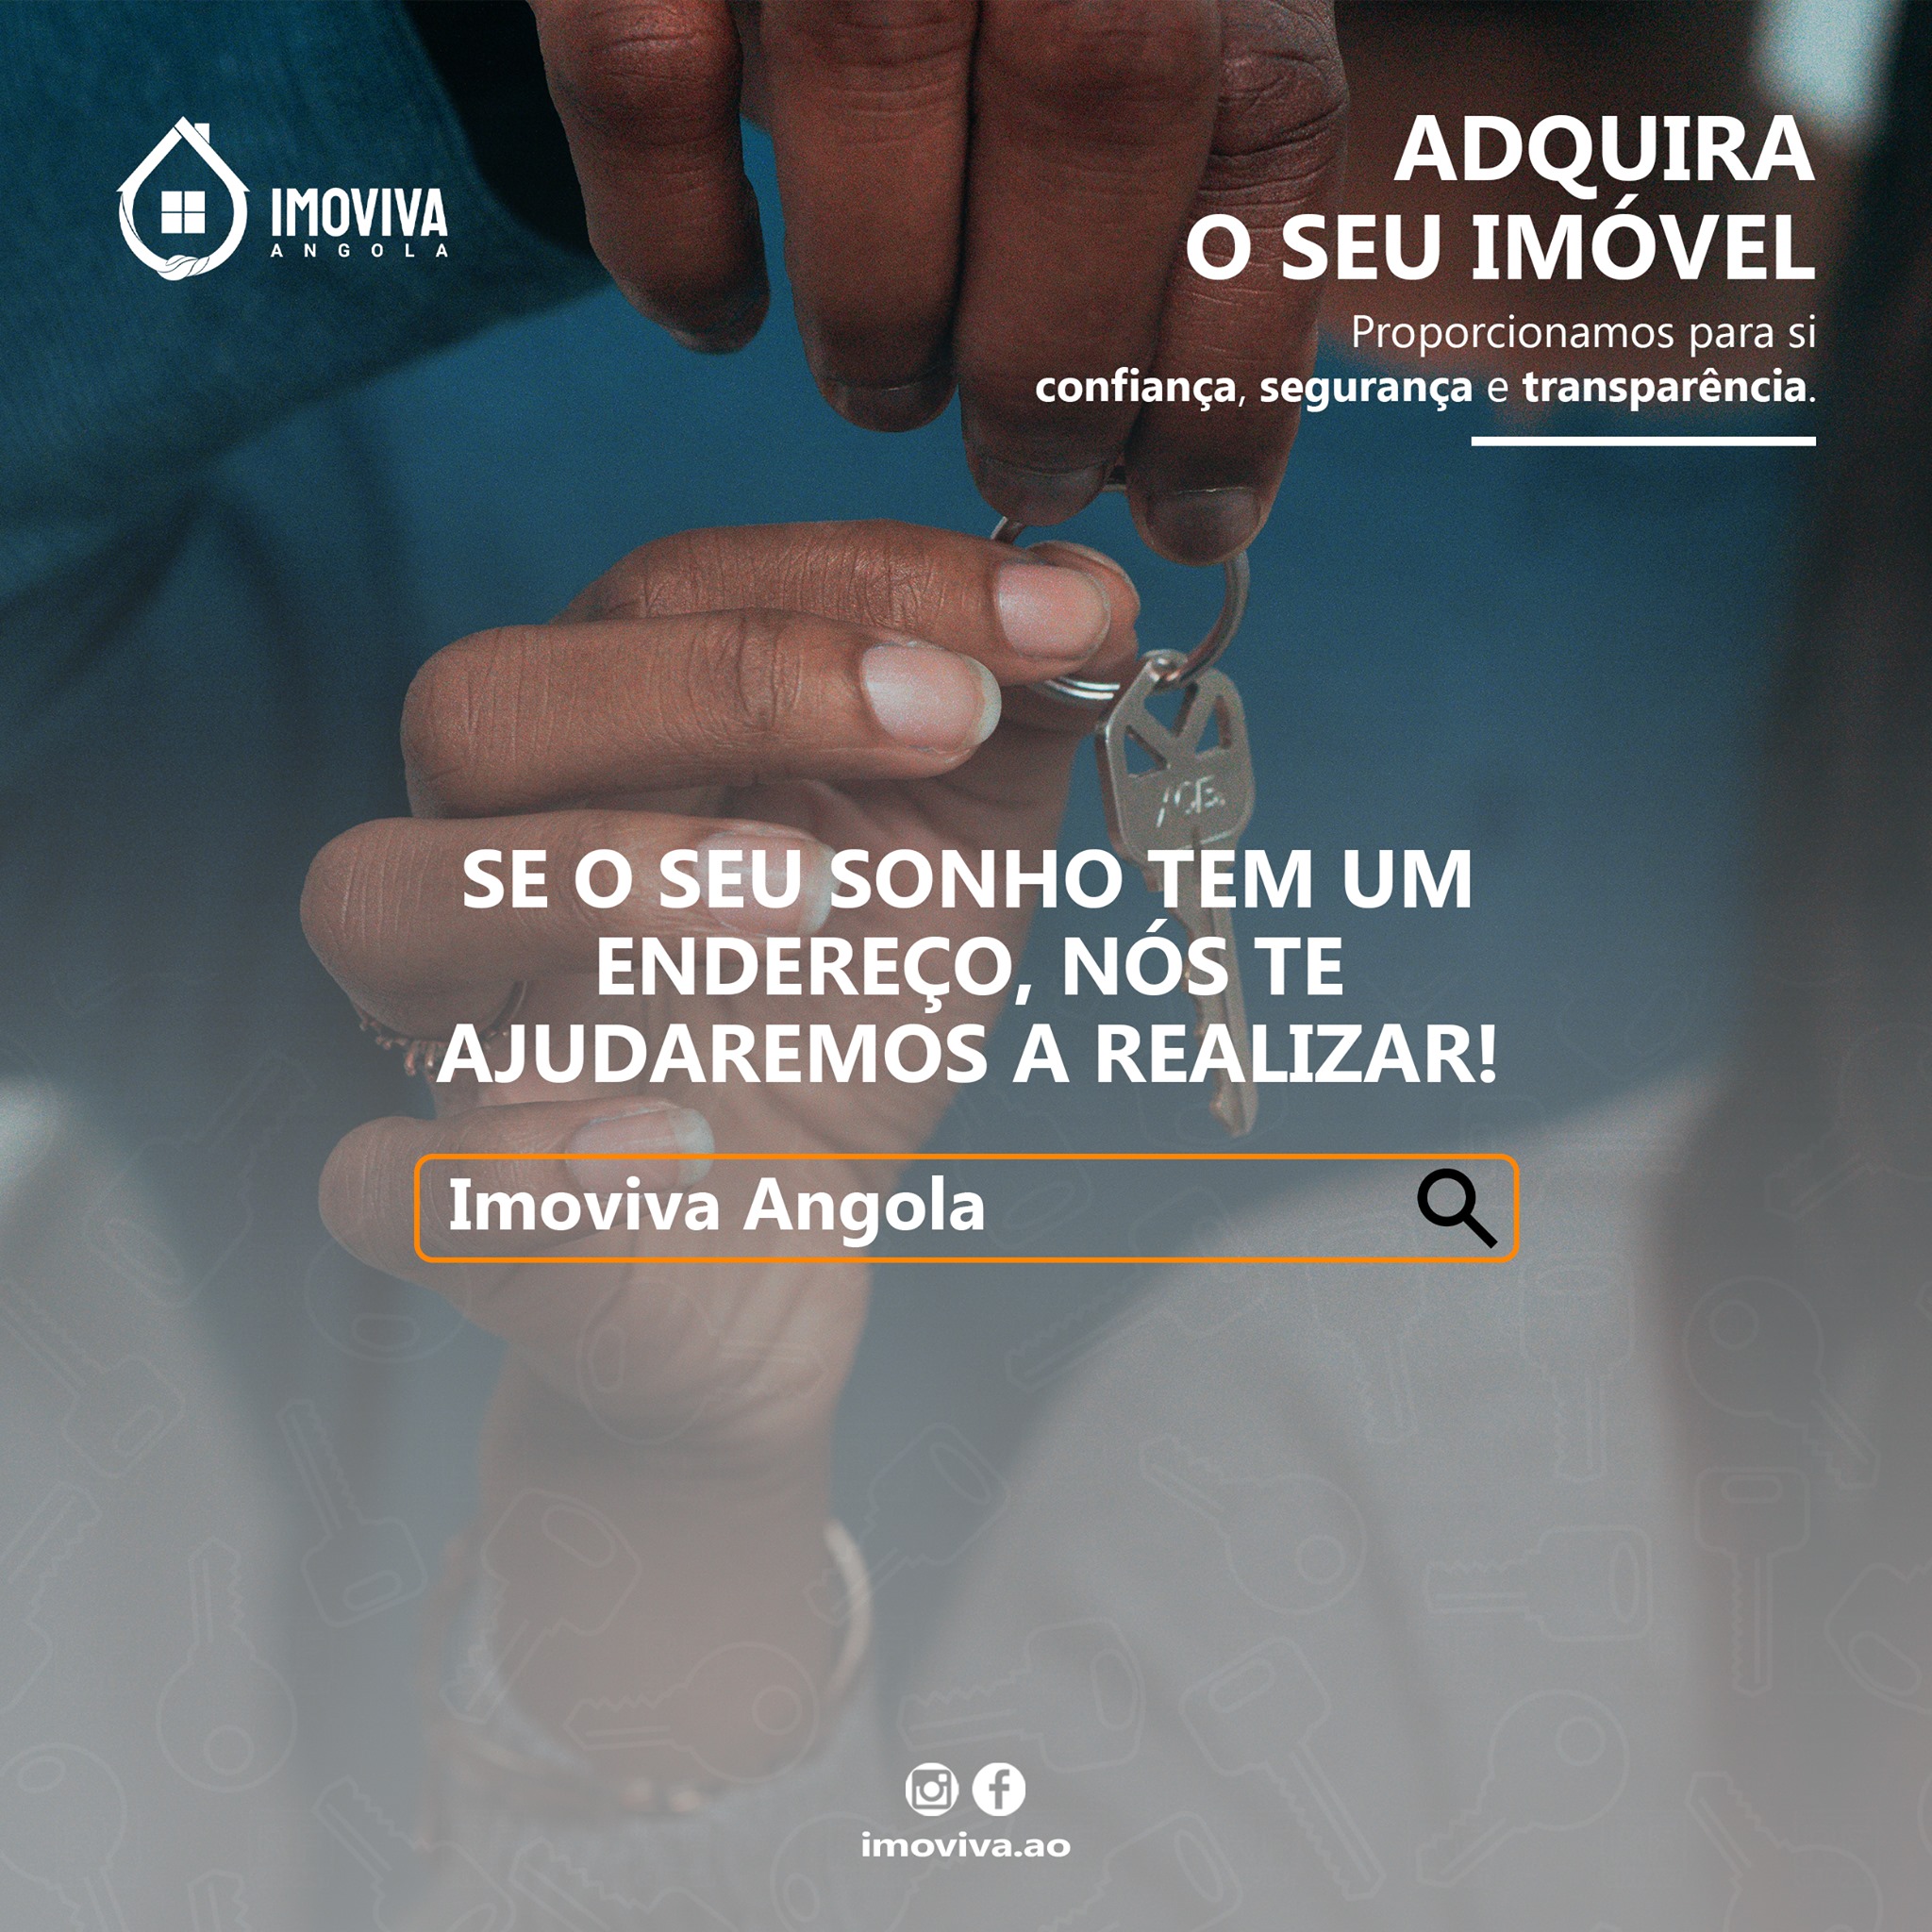 IMOVIVA
ANGOLA
ADQUIRA
O SEU IMÓVEL
Proporcionamos para si
confiança, segurança e transparência.
SE O SEU SONHO TEM UM
ENDEREÇO, NÓS TE
AJUDAREMOS A REALIZAR!
Imoviva Angola
imoviva.ao